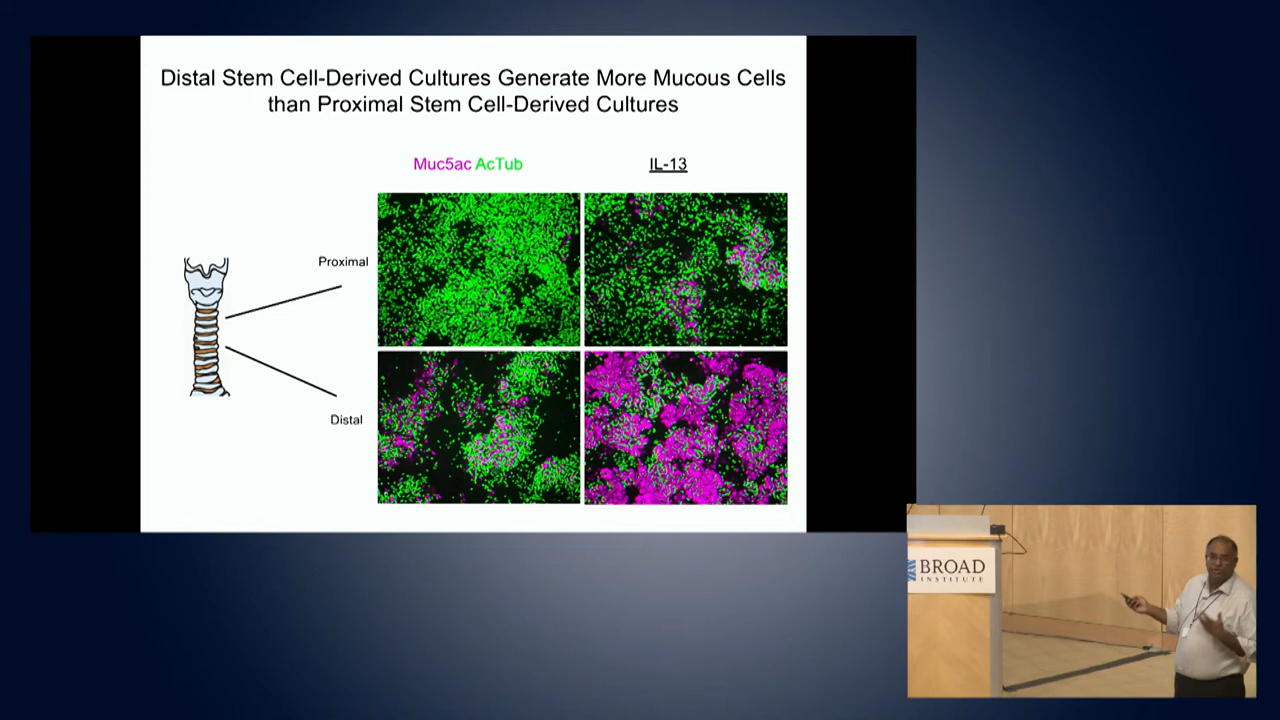 Distal Stem Cell-Derived Cultures Generate More Mucous Cells
than Proximal Stem Cell-Derived Cultures
Muc5ac AcTub
IL-13
Proximal
Distal
BROAD
INSTITUTE